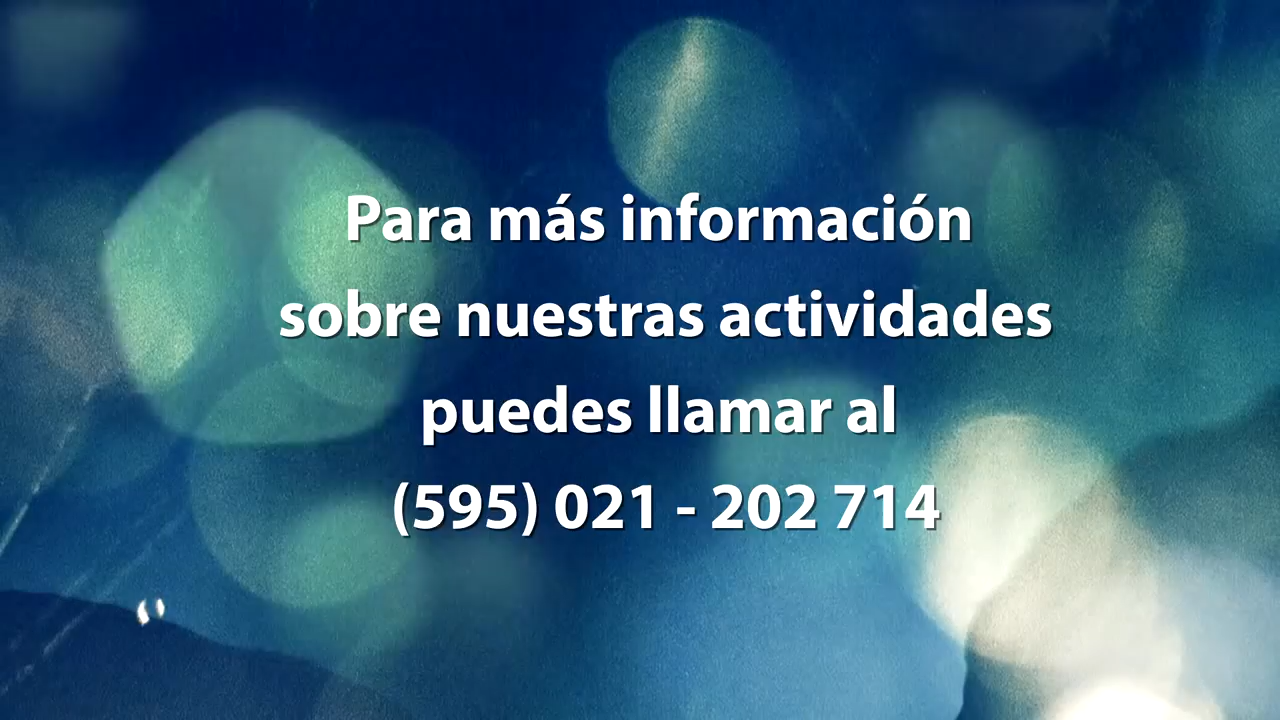 Para más información
sobre nuestras actividades
puedes llamar al
(595) 021 - 202 714